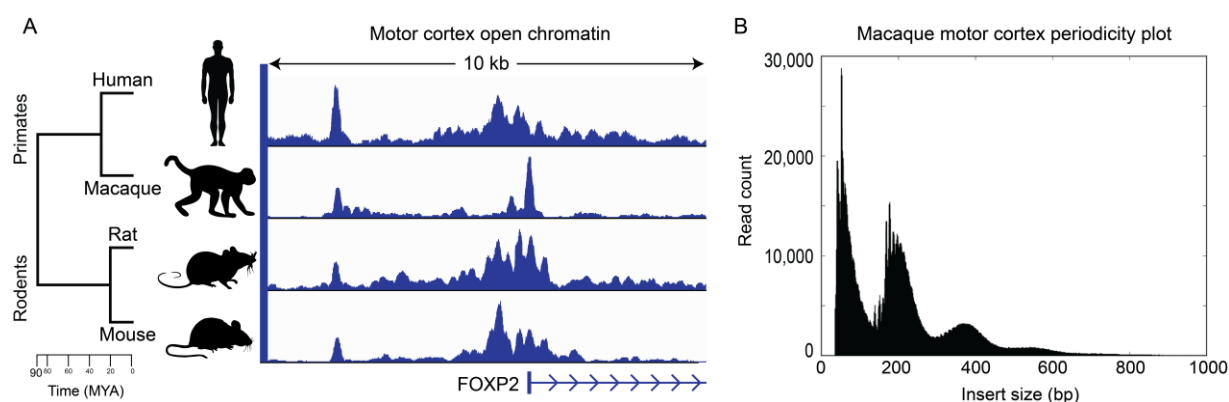 A
Motor cortex open chromatin
10 kb
Primates
Human
Macaque
Rodents
Rat
Mouse
90 80 60 40 20 0
Time (MYA)
FOXP2
B
Macaque motor cortex periodicity plot
Read count
30,000
20,000
10,000
0
0 200 400 600 800 1000
Insert size (bp)